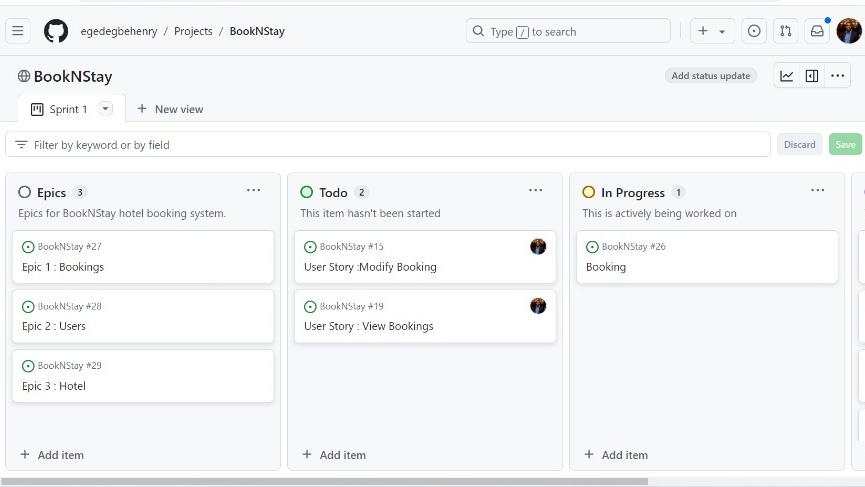 egedegbehenry / Projects / BookNStay
Type / to search
BookNStay
Add status update
Sprint 1
New view
Filter by keyword or by field
Discard
Save
Epics 3
Epics for BookNStay hotel booking system.
BookNStay #27
Epic 1 : Bookings
BookNStay #28
Epic 2 : Users
BookNStay #29
Epic 3 : Hotel
Add item
Todo 2
This item hasn't been started
BookNStay #15
User Story :Modify Booking
BookNStay #19
User Story : View Bookings
Add item
In Progress 1
This is actively being worked on
BookNStay #26
Booking
Add item